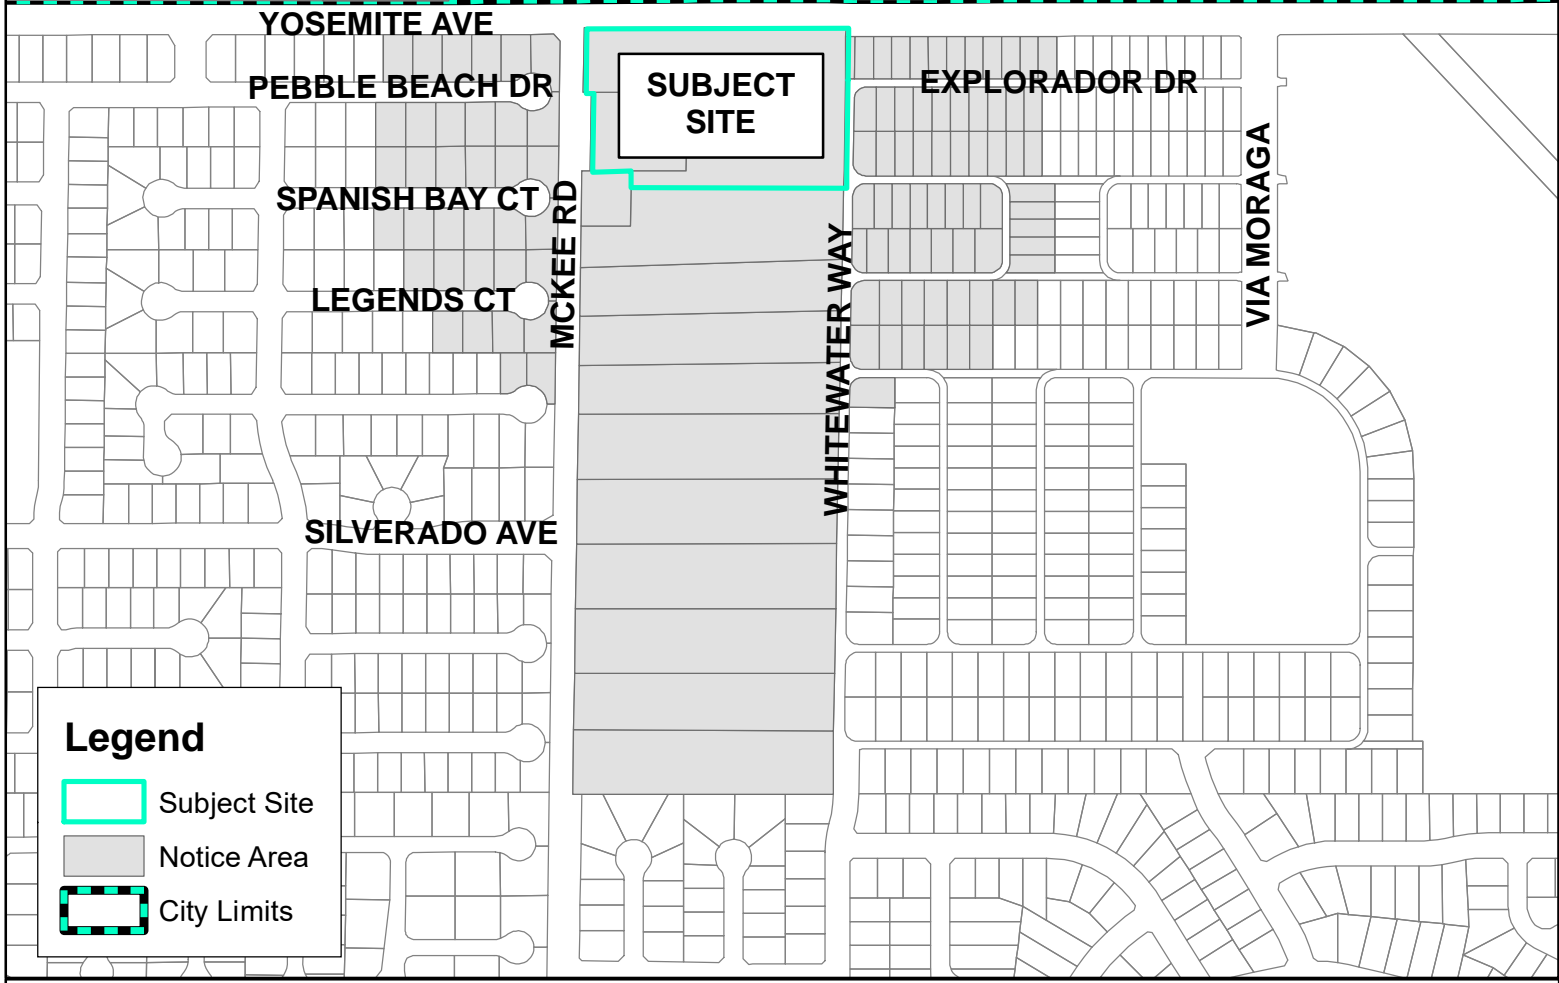 YOSEMITE AVE
PEBBLE BEACH DR
SUBJECT
SITE
EXPLORADOR DR
SPANISH BAY CT
MCKEE RD
LEGENDS CT
WHITEWATER WAY
VIA MORAGA
SILVERADO AVE
Legend
Subject Site
Notice Area
City Limits